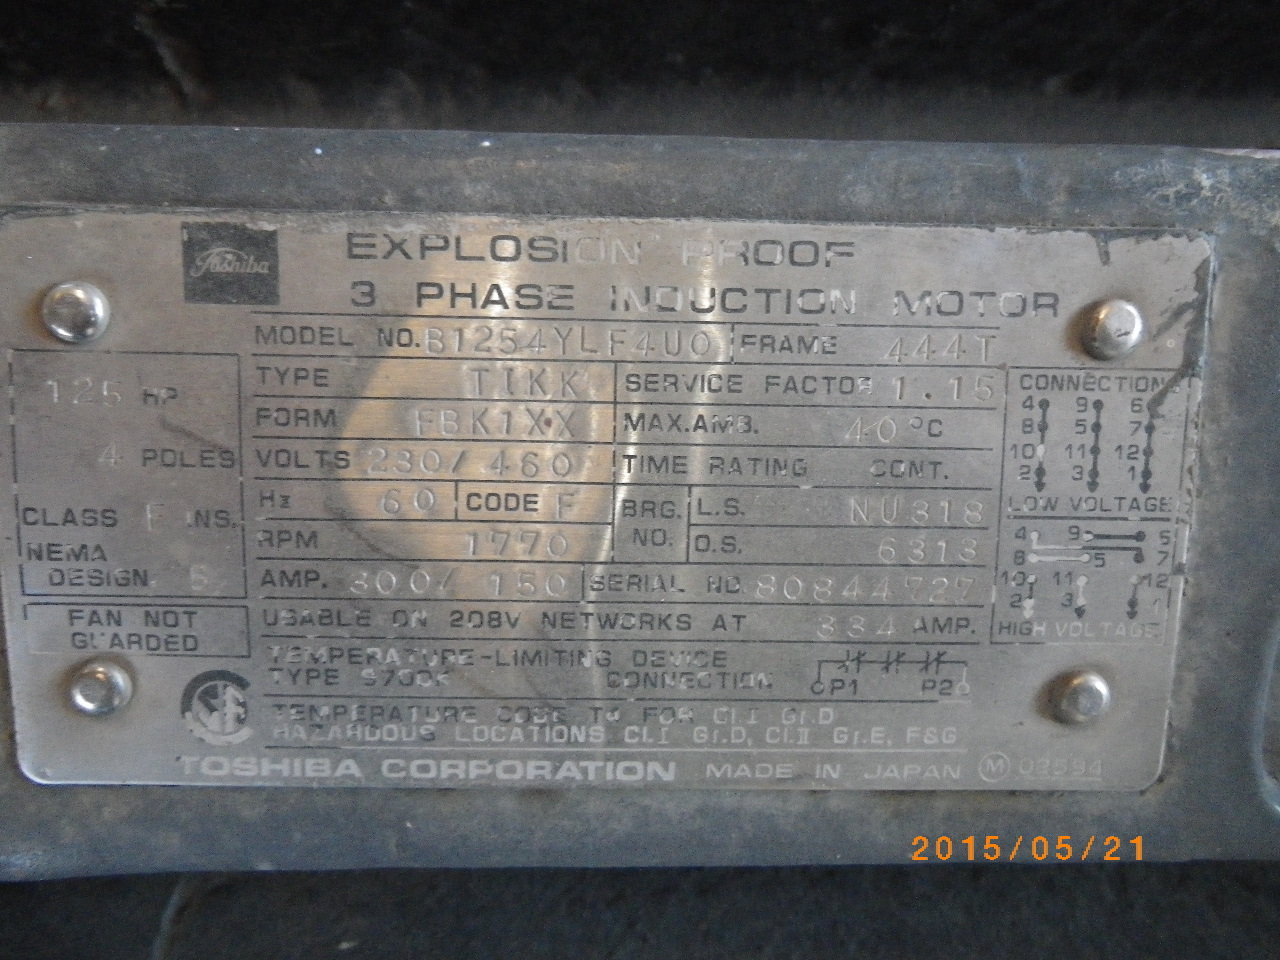 Toshiba
EXPLOSION PROOF
3 PHASE INDUCTION MOTOR
MODEL NO. B1254YLF4U0 FRAME 444T
125 HP
4 POLES
CLASS F INS.
NEMA
DESIGN B
FAN NOT
GUARDED
TYPE TIKK SERVICE FACTOR 1.15
FORM FBK1XX MAX.AMB. 40°C
VOLTS 230/460 TIME RATING CONT.
Hz 60 CODE F BRG. NO. L.S. NU318
RPM 1770 O.S. 6313
AMP. 300/150 SERIAL NO. 80844727
USABLE ON 208V NETWORKS AT 334 AMP.
TEMPERATURE-LIMITING DEVICE
TYPE CONNECTION P1 P2
TEMPERATURE CODE T4 FOR Cl.I Gr.D
HAZARDOUS LOCATIONS Cl.I Gr.D, Cl.II Gr.E, F&G
CONNECTION
4 9 6
8 5 7
10 11 12
2 3 1
LOW VOLTAGE
4 9 5
8 5 7
10 11 12
2 3 1
HIGH VOLTAGE
TOSHIBA CORPORATION MADE IN JAPAN M 02594
2015/05/21